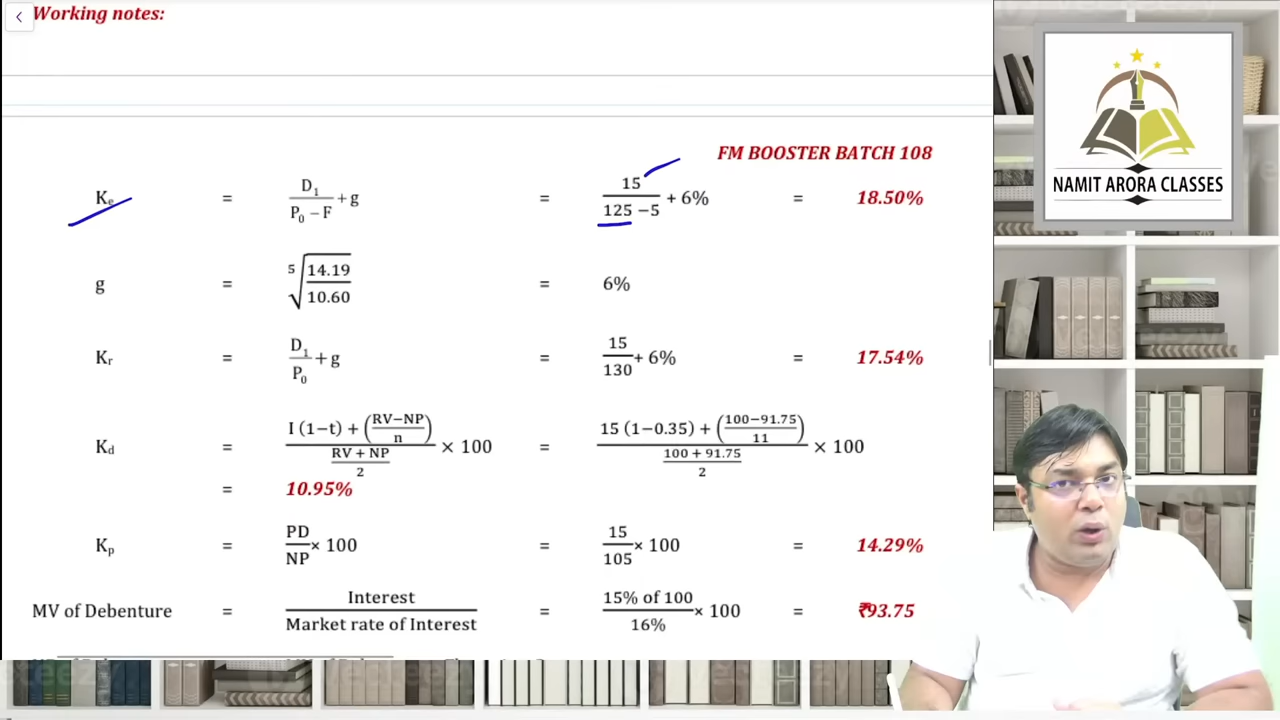 Working notes:
FM BOOSTER BATCH 108
Kₑ = D₁ / P₀ – F + g = 15 / 125 –5 + 6% = 18.50%
g = ⁵√ 14.19 / 10.60 = 6%
Kᵣ = D₁ / P₀ + g = 15 / 130 + 6% = 17.54%
K_d = I (1–t) + (RV–NP / n) / RV + NP / 2 × 100 = 15 (1–0.35) + (100–91.75 / 11) / 100 + 91.75 / 2 × 100
= 10.95%
Kₚ = PD / NP × 100 = 15 / 105 × 100 = 14.29%
MV of Debenture = Interest / Market rate of Interest = 15% of 100 / 16% × 100 = ₹93.75
NAMIT ARORA CLASSES